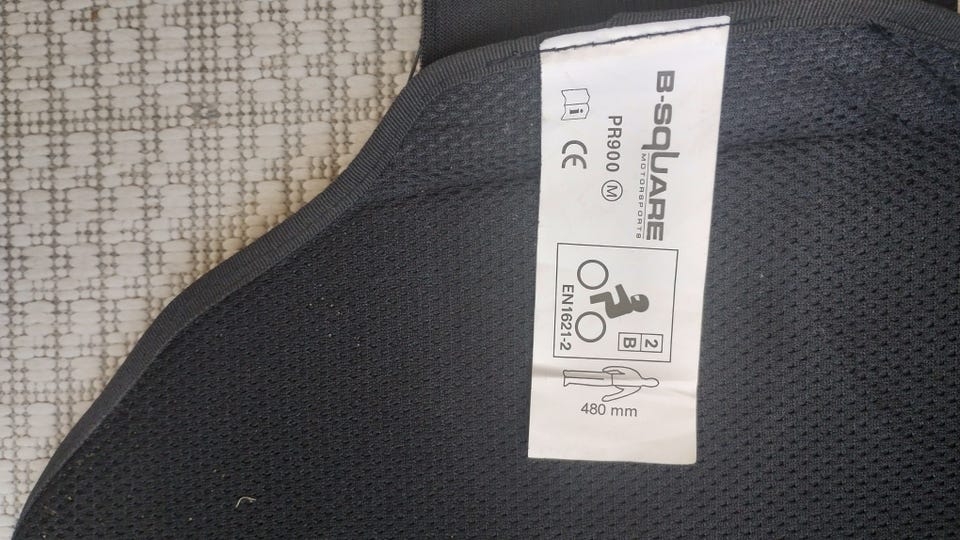 B-SQUARE
MOTORSPORTS
PR900 M
CE
i
2
B
EN1621-2
480 mm